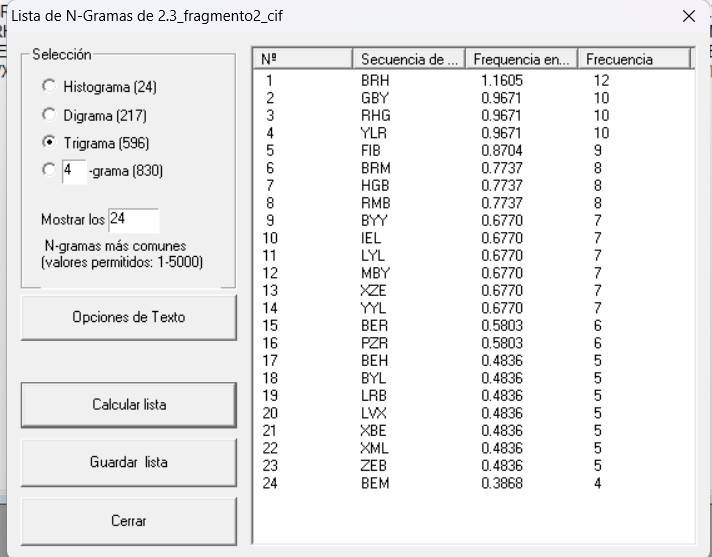 Lista de N-Gramas de 2.3_fragmento2_cif
Selección
Histograma (24)
Digrama (217)
Trigrama (596)
4 -grama (830)
Mostrar los 24
N-gramas más comunes
(valores permitidos: 1-5000)
Opciones de Texto
Calcular lista
Guardar lista
Cerrar
Nº Secuencia de ... Frequencia en... Frecuencia
1 BRH 1.1605 12
2 GBY 0.9671 10
3 RHG 0.9671 10
4 YLR 0.9671 10
5 FIB 0.8704 9
6 BRM 0.7737 8
7 HGB 0.7737 8
8 RMB 0.7737 8
9 BYY 0.6770 7
10 IEL 0.6770 7
11 LYL 0.6770 7
12 MBY 0.6770 7
13 XZE 0.6770 7
14 YYL 0.6770 7
15 BER 0.5803 6
16 PZR 0.5803 6
17 BEH 0.4836 5
18 BYL 0.4836 5
19 LRB 0.4836 5
20 LVX 0.4836 5
21 XBE 0.4836 5
22 XML 0.4836 5
23 ZEB 0.4836 5
24 BEM 0.3868 4